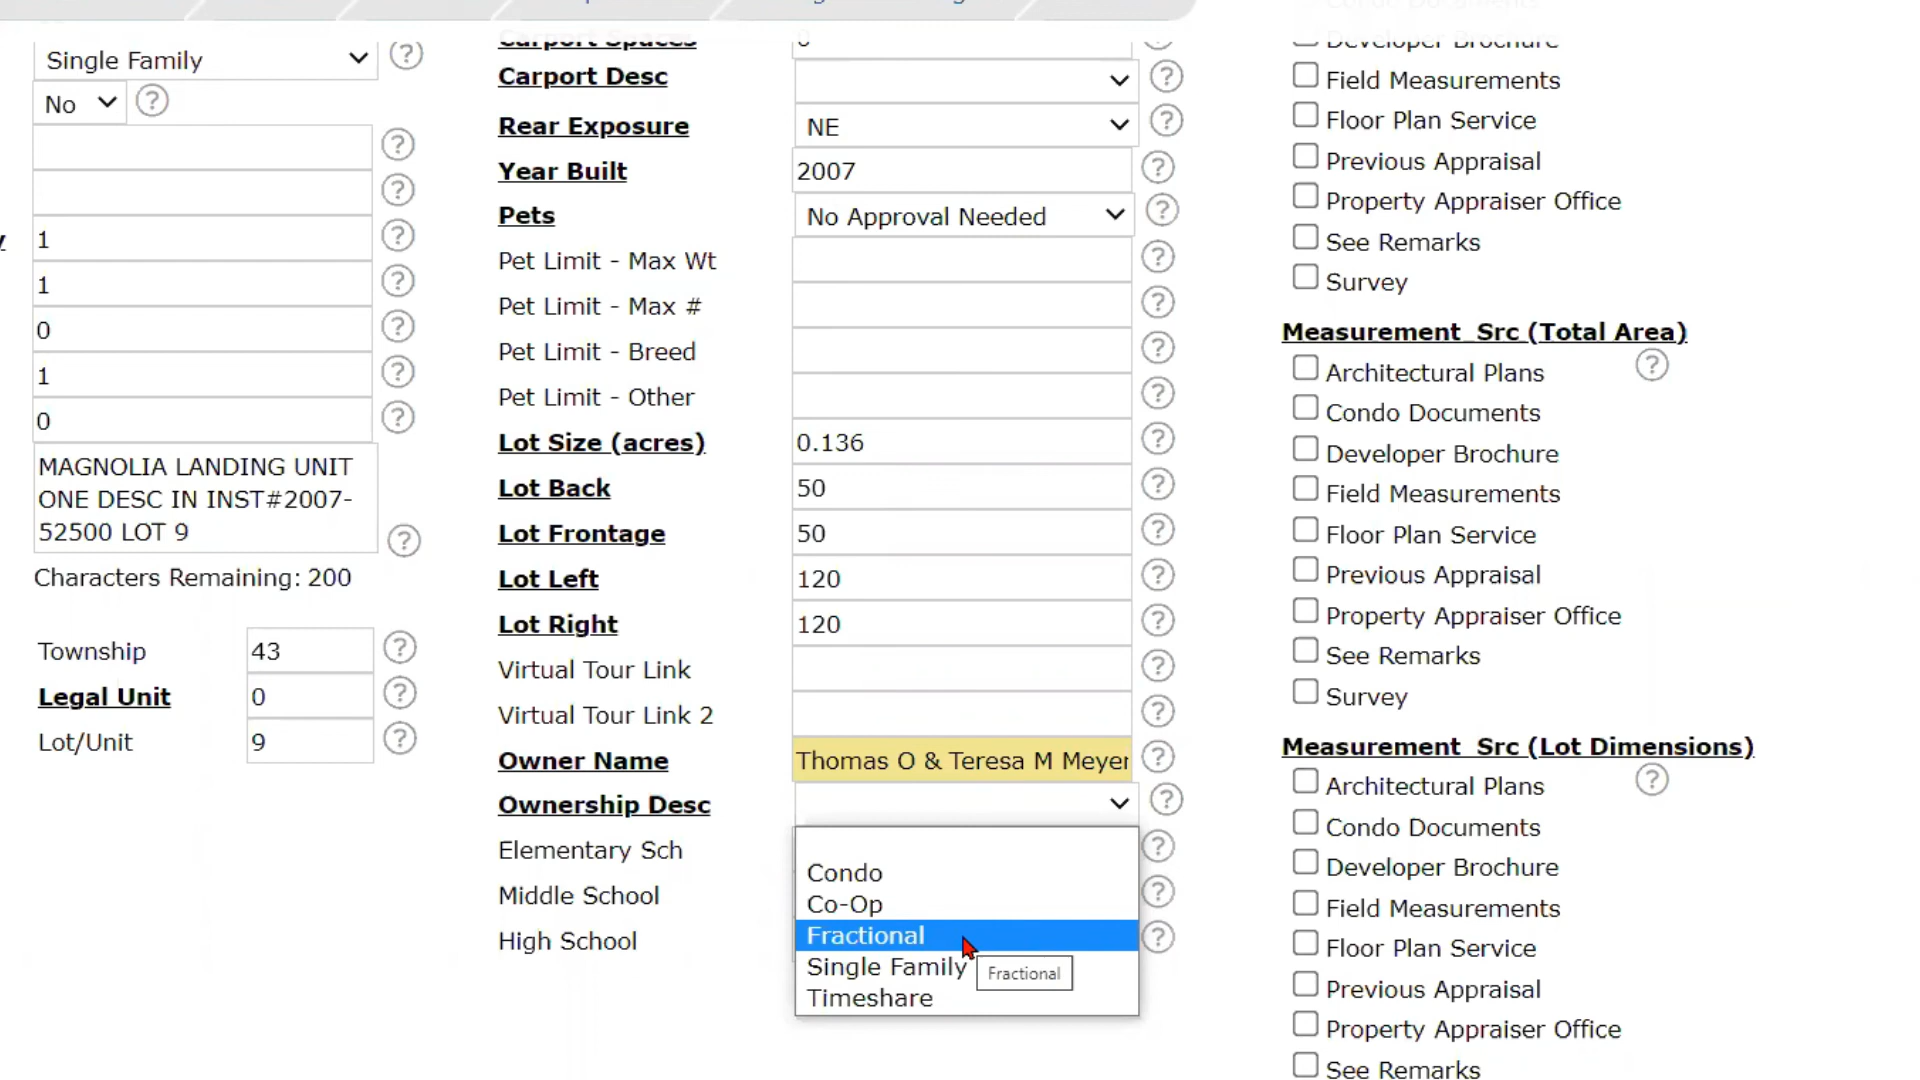 Single Family
No
1
1
0
1
0
MAGNOLIA LANDING UNIT
ONE DESC IN INST#2007-
52500 LOT 9
Characters Remaining: 200
Township 43
Legal Unit 0
Lot/Unit 9
Carport Spaces 0
Carport Desc
Rear Exposure NE
Year Built 2007
Pets No Approval Needed
Pet Limit - Max Wt
Pet Limit - Max #
Pet Limit - Breed
Pet Limit - Other
Lot Size (acres) 0.136
Lot Back 50
Lot Frontage 50
Lot Left 120
Lot Right 120
Virtual Tour Link
Virtual Tour Link 2
Owner Name Thomas O & Teresa M Meyer
Ownership Desc
Elementary Sch
Middle School
High School
Condo
Co-Op
Fractional
Single Family
Fractional
Timeshare
Developer Brochure
Field Measurements
Floor Plan Service
Previous Appraisal
Property Appraiser Office
See Remarks
Survey
Measurement_Src (Total Area)
Architectural Plans
Condo Documents
Developer Brochure
Field Measurements
Floor Plan Service
Previous Appraisal
Property Appraiser Office
See Remarks
Survey
Measurement_Src (Lot Dimensions)
Architectural Plans
Condo Documents
Developer Brochure
Field Measurements
Floor Plan Service
Previous Appraisal
Property Appraiser Office
See Remarks